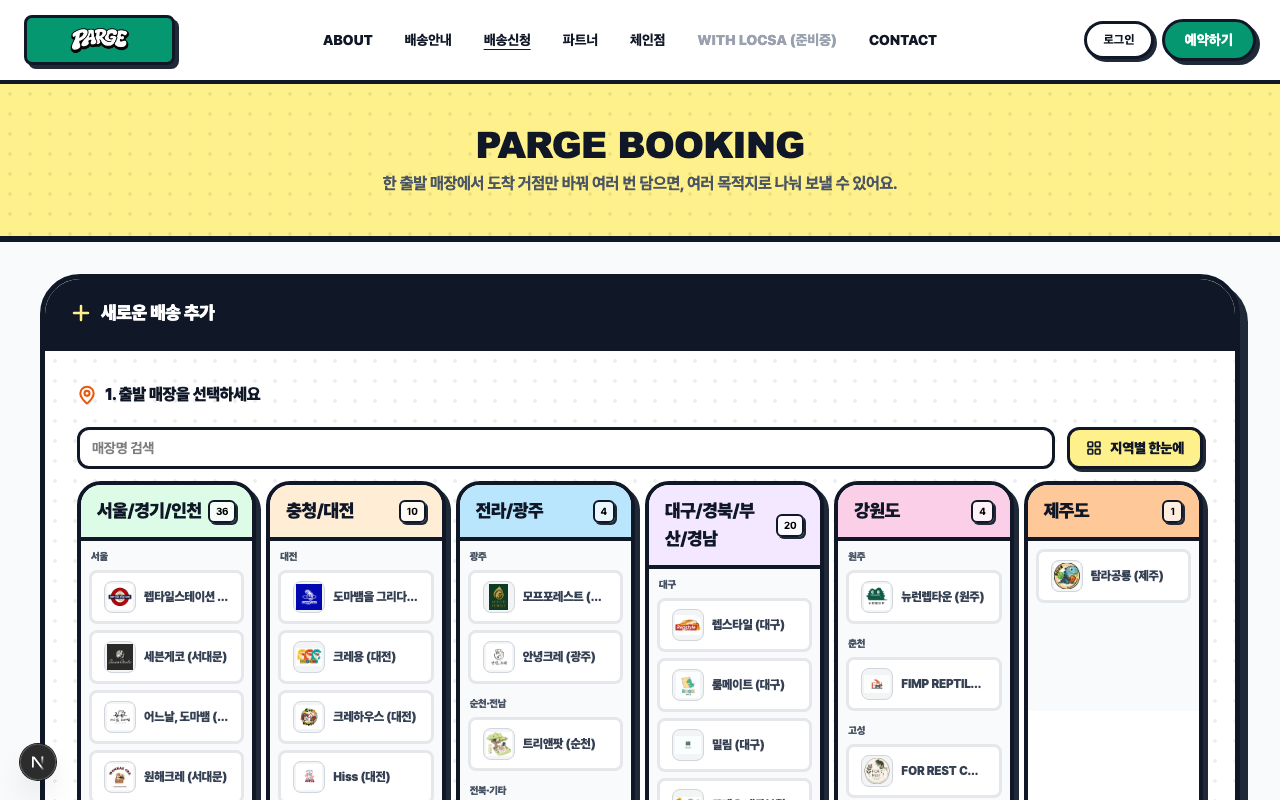 PARGE
ABOUT
배송안내
배송신청
파트너
체인점
WITH LOCSA (준비중)
CONTACT
로그인
예약하기
PARGE BOOKING
한 출발 매장에서 도착 거점만 바꿔 여러 번 담으면, 여러 목적지로 나눠 보낼 수 있어요.
새로운 배송 추가
1. 출발 매장을 선택하세요
매장명 검색
지역별 한눈에
서울/경기/인천 36
서울
렙타일스테이션 ...
세븐게코 (서대문)
어느날, 도마뱀 (...
원해크레 (서대문)
충청/대전 10
대전
도마뱀을 그리다...
크레용 (대전)
크레하우스 (대전)
Hiss (대전)
전라/광주 4
광주
모프포레스트 (...
안녕크레 (광주)
순천·전남
트리앤팟 (순천)
전북·기타
대구/경북/부
산/경남 20
대구
렙스타일 (대구)
룸메이트 (대구)
밀림 (대구)
강원도 4
원주
뉴런렙타운 (원주)
춘천
FIMP REPTIL...
고성
FOR REST C...
제주도 1
탐라공룡 (제주)
N